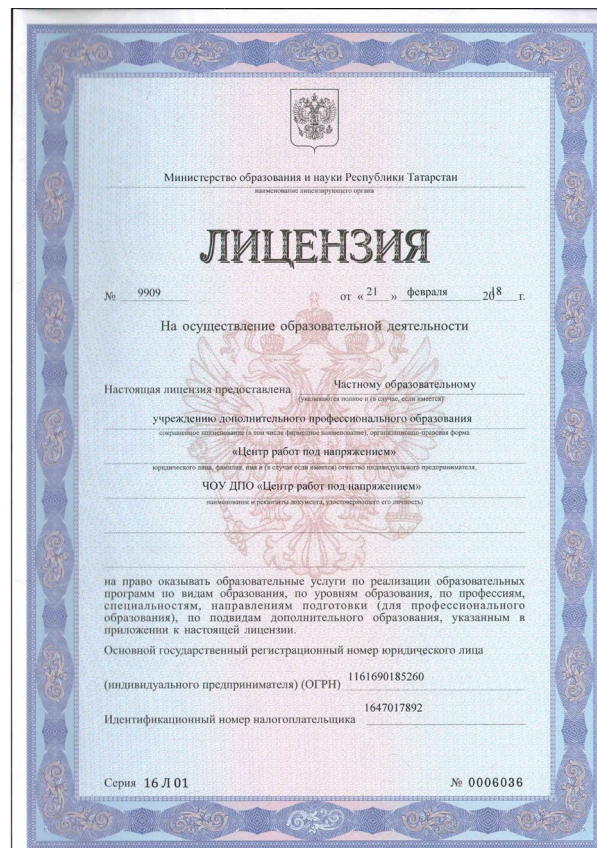 Министерство образования и науки Республики Татарстан
наименование лицензирующего органа
ЛИЦЕНЗИЯ
№ 9909 от « 21 » февраля 2018 г.
На осуществление образовательной деятельности
Настоящая лицензия предоставлена Частному образовательному
(указываются полное и (в случае, если имеется)
учреждению дополнительного профессионального образования
сокращенное наименование (в том числе фирменное наименование), организационно-правовая форма
«Центр работ под напряжением»
юридического лица, фамилия, имя и (в случае если имеется) отчество индивидуального предпринимателя,
ЧОУ ДПО «Центр работ под напряжением»
наименование и реквизиты документа, удостоверяющего его личность)
на право оказывать образовательные услуги по реализации образовательных
программ по видам образования, по уровням образования, по профессиям,
специальностям, направлениям подготовки (для профессионального
образования), по подвидам дополнительного образования, указанным в
приложении к настоящей лицензии.
Основной государственный регистрационный номер юридического лица
(индивидуального предпринимателя) (ОГРН) 1161690185260
Идентификационный номер налогоплательщика 1647017892
Серия 16 Л 01 № 0006036